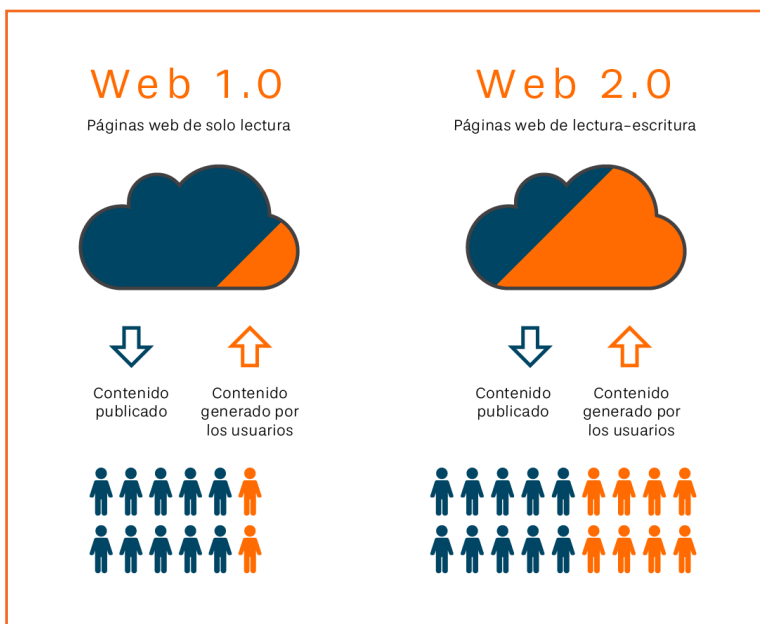 Web 1.0
Páginas web de solo lectura
Contenido
publicado
Contenido
generado por
los usuarios
Web 2.0
Páginas web de lectura-escritura
Contenido
publicado
Contenido
generado por
los usuarios